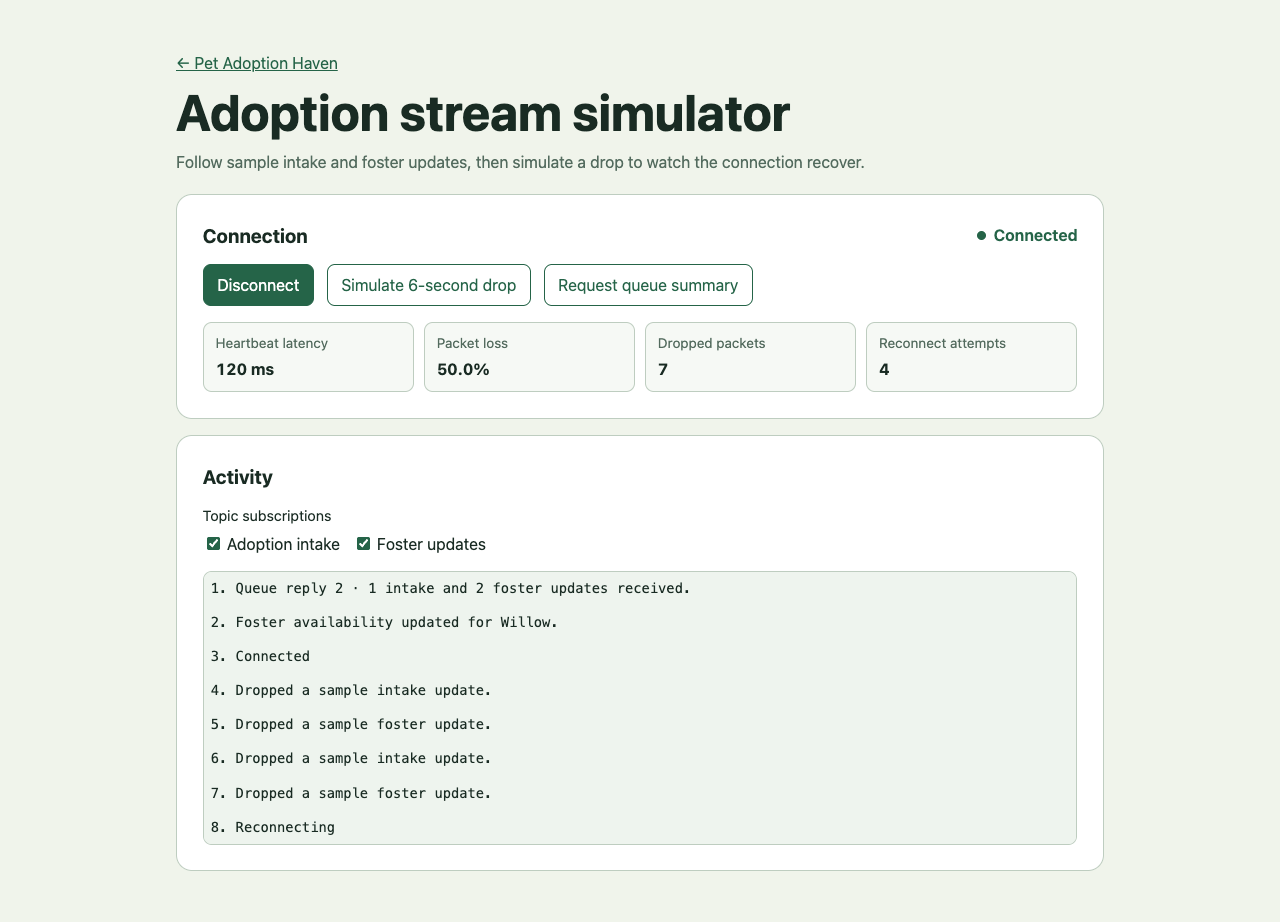 ← Pet Adoption Haven
Adoption stream simulator
Follow sample intake and foster updates, then simulate a drop to watch the connection recover.
Connection
Connected
Disconnect
Simulate 6-second drop
Request queue summary
Heartbeat latency
120 ms
Packet loss
50.0%
Dropped packets
7
Reconnect attempts
4
Activity
Topic subscriptions
Adoption intake
Foster updates
1. Queue reply 2 · 1 intake and 2 foster updates received.
2. Foster availability updated for Willow.
3. Connected
4. Dropped a sample intake update.
5. Dropped a sample foster update.
6. Dropped a sample intake update.
7. Dropped a sample foster update.
8. Reconnecting